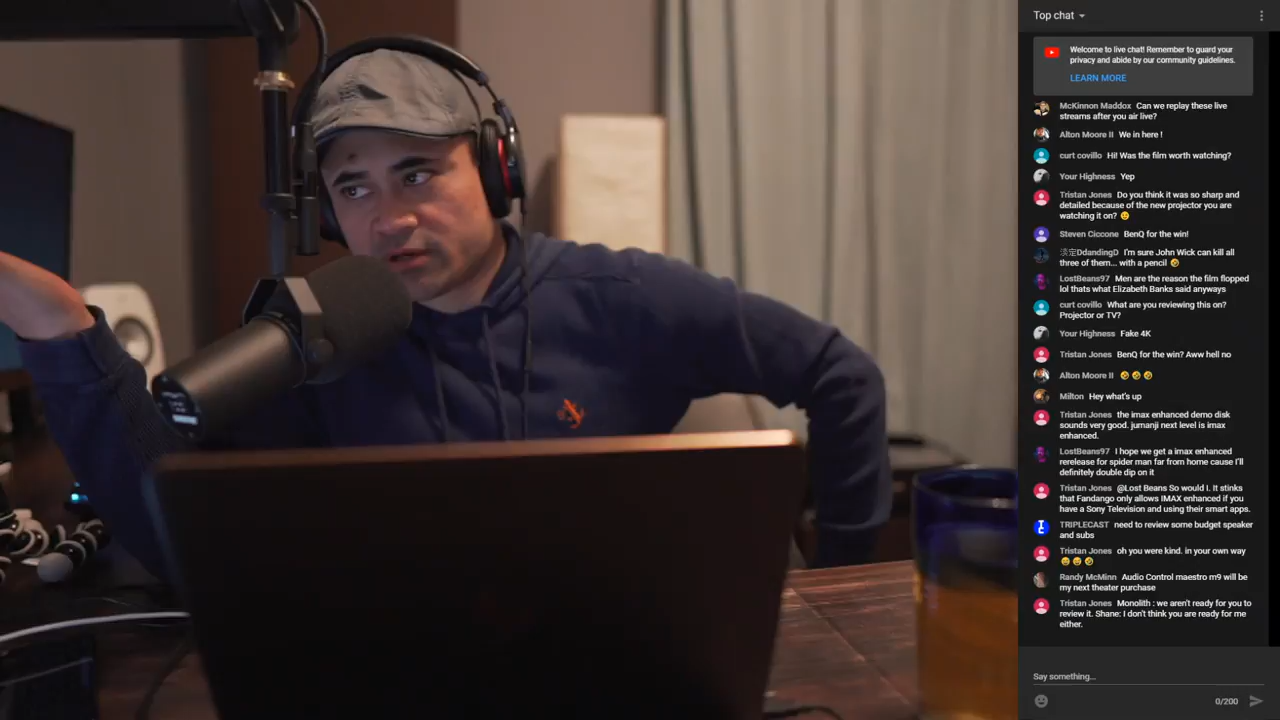 Top chat
Welcome to live chat! Remember to guard your
privacy and abide by our community guidelines.
LEARN MORE
McKinnon Maddox Can we replay these live
streams after you air live?
Alton Moore II We in here !
curt covillo Hi! Was the film worth watching?
Your Highness Yep
Tristan Jones Do you think it was so sharp and
detailed because of the new projector you are
watching it on? 😉
Steven Ciccone BenQ for the win!
淡定DdandingD I'm sure John Wick can kill all
three of them... with a pencil 🤣
LostBeans97 Men are the reason the film flopped
lol thats what Elizabeth Banks said anyways
curt covillo What are you reviewing this on?
Projector or TV?
Your Highness Fake 4K
Tristan Jones BenQ for the win? Aww hell no
Alton Moore II 🤣 🤣 🤣
Milton Hey what's up
Tristan Jones the imax enhanced demo disk
sounds very good. jumanji next level is imax
enhanced.
LostBeans97 I hope we get a imax enhanced
rerelease for spider man far from home cause I'll
definitely double dip on it
Tristan Jones @Lost Beans So would I. It stinks
that Fandango only allows IMAX enhanced if you
have a Sony Television and using their smart apps.
TRIPLECAST need to review some budget speaker
and subs
Tristan Jones oh you were kind. in your own way
😅 😅 🤣
Randy McMinn Audio Control maestro m9 will be
my next theater purchase
Tristan Jones Monolith : we aren't ready for you to
review it. Shane: I don't think you are ready for me
either.
Say something...
0/200